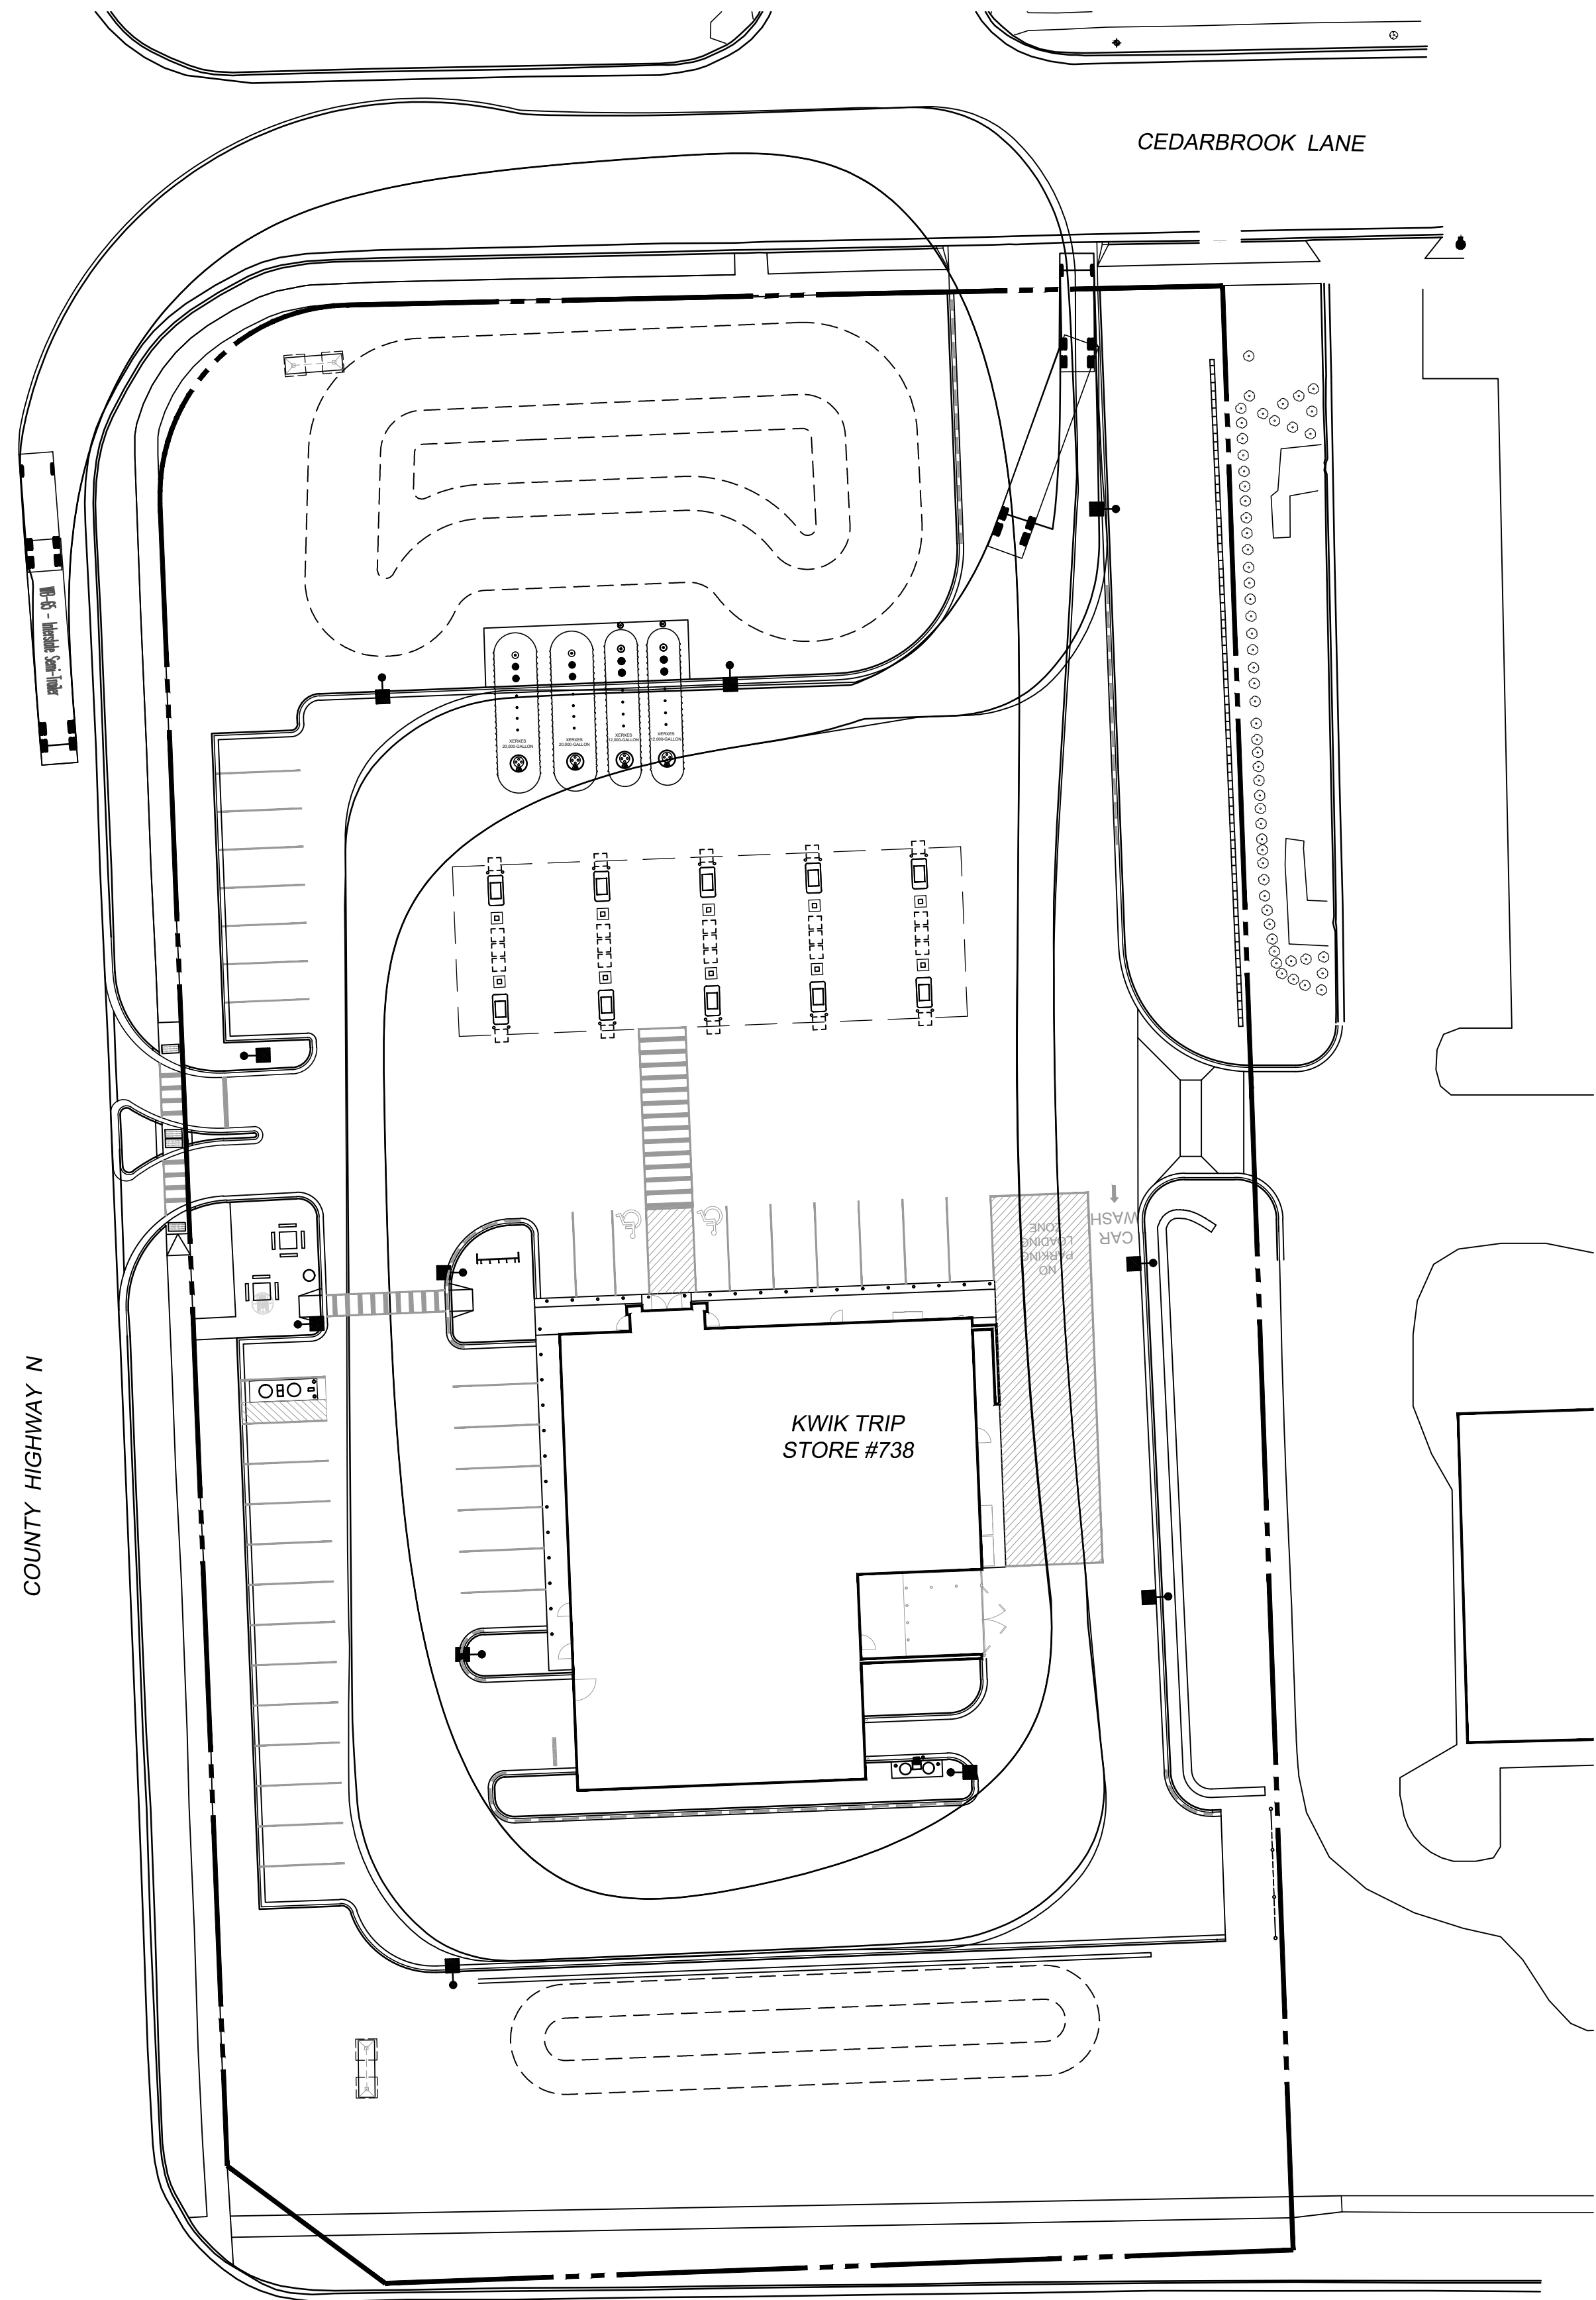 CEDARBROOK LANE
WB-65 - Interstate Semi-Trailer
XERXES
20,000-GALLON
XERXES
20,000-GALLON
XERXES
12,000-GALLON
XERXES
12,000-GALLON
CAR
WASH
NO
PARKING
LOADING
ZONE
COUNTY HIGHWAY N
KWIK TRIP
STORE #738